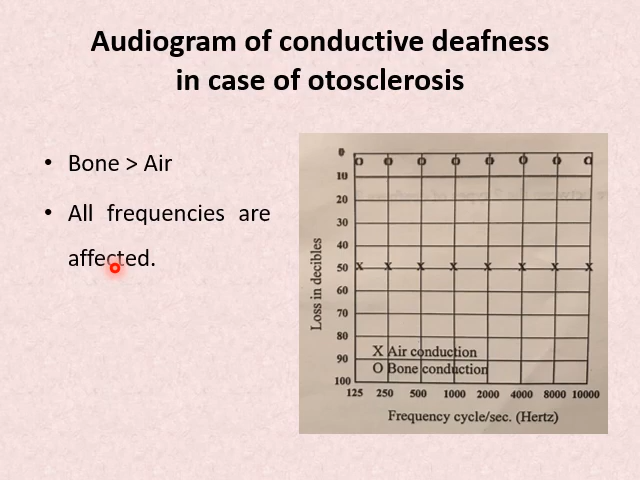 Audiogram of conductive deafness
in case of otosclerosis
• Bone > Air
• All frequencies are
affected.
0
10
20
30
40
50
60
70
80
90
100
Loss in decibles
X Air conduction
O Bone conduction
125 250 500 1000 2000 4000 8000 10000
Frequency cycle/sec. (Hertz)